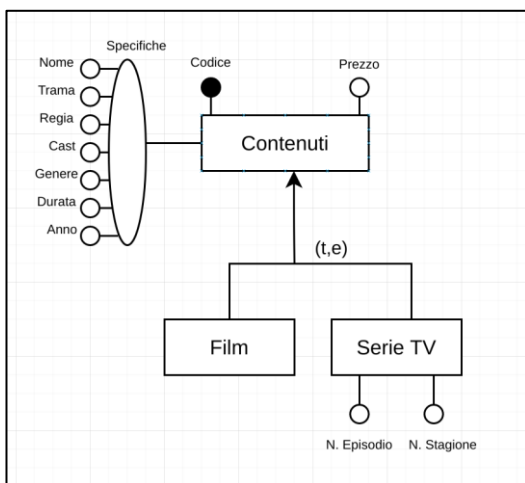 Specifiche
Nome
Trama
Regia
Cast
Genere
Durata
Anno
Codice
Prezzo
Contenuti
(t,e)
Film
Serie TV
N. Episodio
N. Stagione